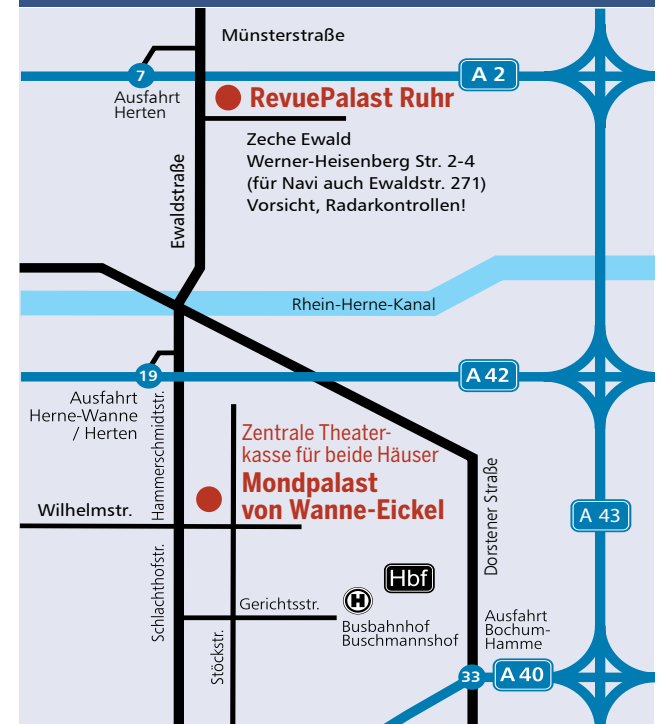 Münsterstraße
7
A 2
Ausfahrt
Herten
RevuePalast Ruhr
Zeche Ewald
Werner-Heisenberg Str. 2-4
(für Navi auch Ewaldstr. 271)
Vorsicht, Radarkontrollen!
Ewaldstraße
Rhein-Herne-Kanal
19
A 42
Ausfahrt
Herne-Wanne
/ Herten
Hammerschmidtstr.
Zentrale Theater-
kasse für beide Häuser
Mondpalast
von Wanne-Eickel
Wilhelmstr.
Dorstener Straße
A 43
Schlachthofstr.
Hbf
H
Gerichtsstr.
Busbahnhof
Buschmannshof
Stöckstr.
Ausfahrt
Bochum-
Hamme
33
A 40